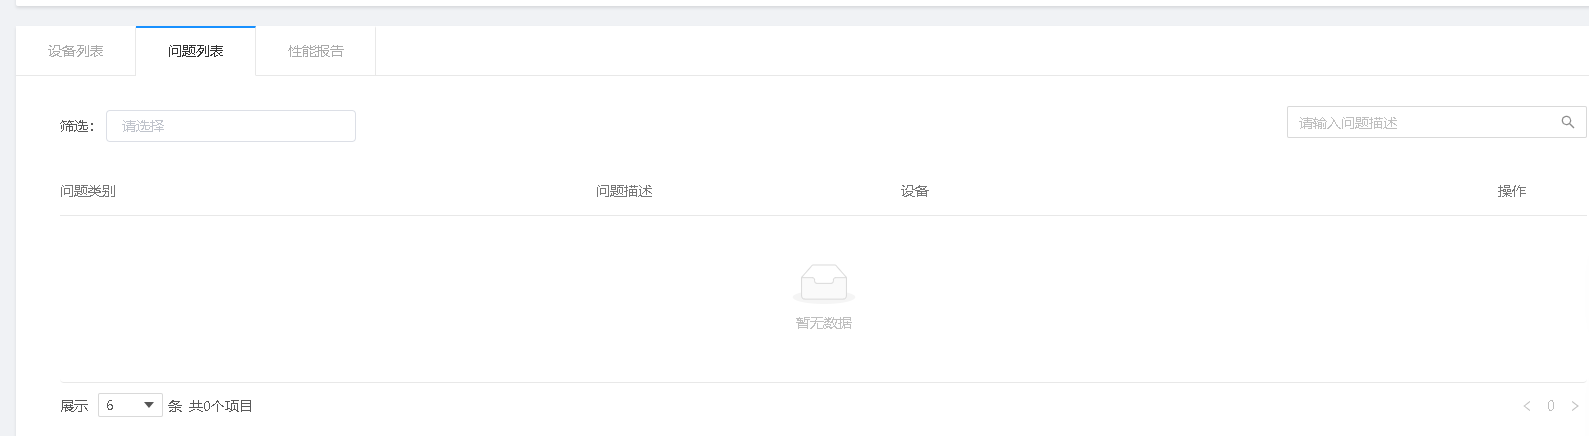 设备列表 问题列表 性能报告
筛选： 请选择 请输入问题描述
问题类别 问题描述 设备 操作
暂无数据
展示 6 条 共0个项目 < 0 >